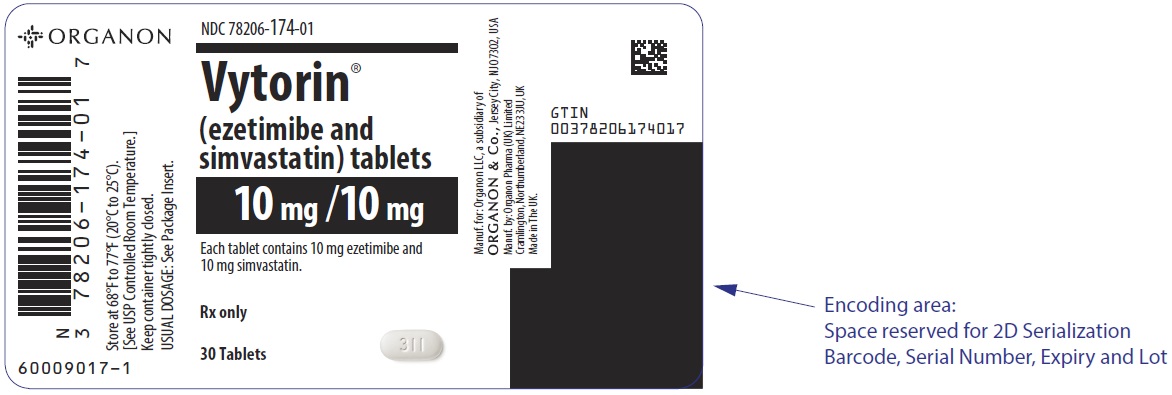 ORGANON
N 3 78206-174-01 7
Store at 68°F to 77°F (20°C to 25°C).
[See USP Controlled Room Temperature.]
Keep container tightly closed.
USUAL DOSAGE: See Package Insert.
60009017-1
NDC 78206-174-01
Vytorin®
(ezetimibe and
simvastatin) tablets
10 mg /10 mg
Each tablet contains 10 mg ezetimibe and
10 mg simvastatin.
Rx only
30 Tablets
311
Manuf. for: Organon LLC, a subsidiary of
ORGANON & Co., Jersey City, NJ 07302, USA
Manuf. by: Organon Pharma (UK) Limited
Cramlington, Northumberland, NE23 3JU, UK
Made in The UK.
GTIN
00378206174017
Encoding area:
Space reserved for 2D Serialization
Barcode, Serial Number, Expiry and Lot